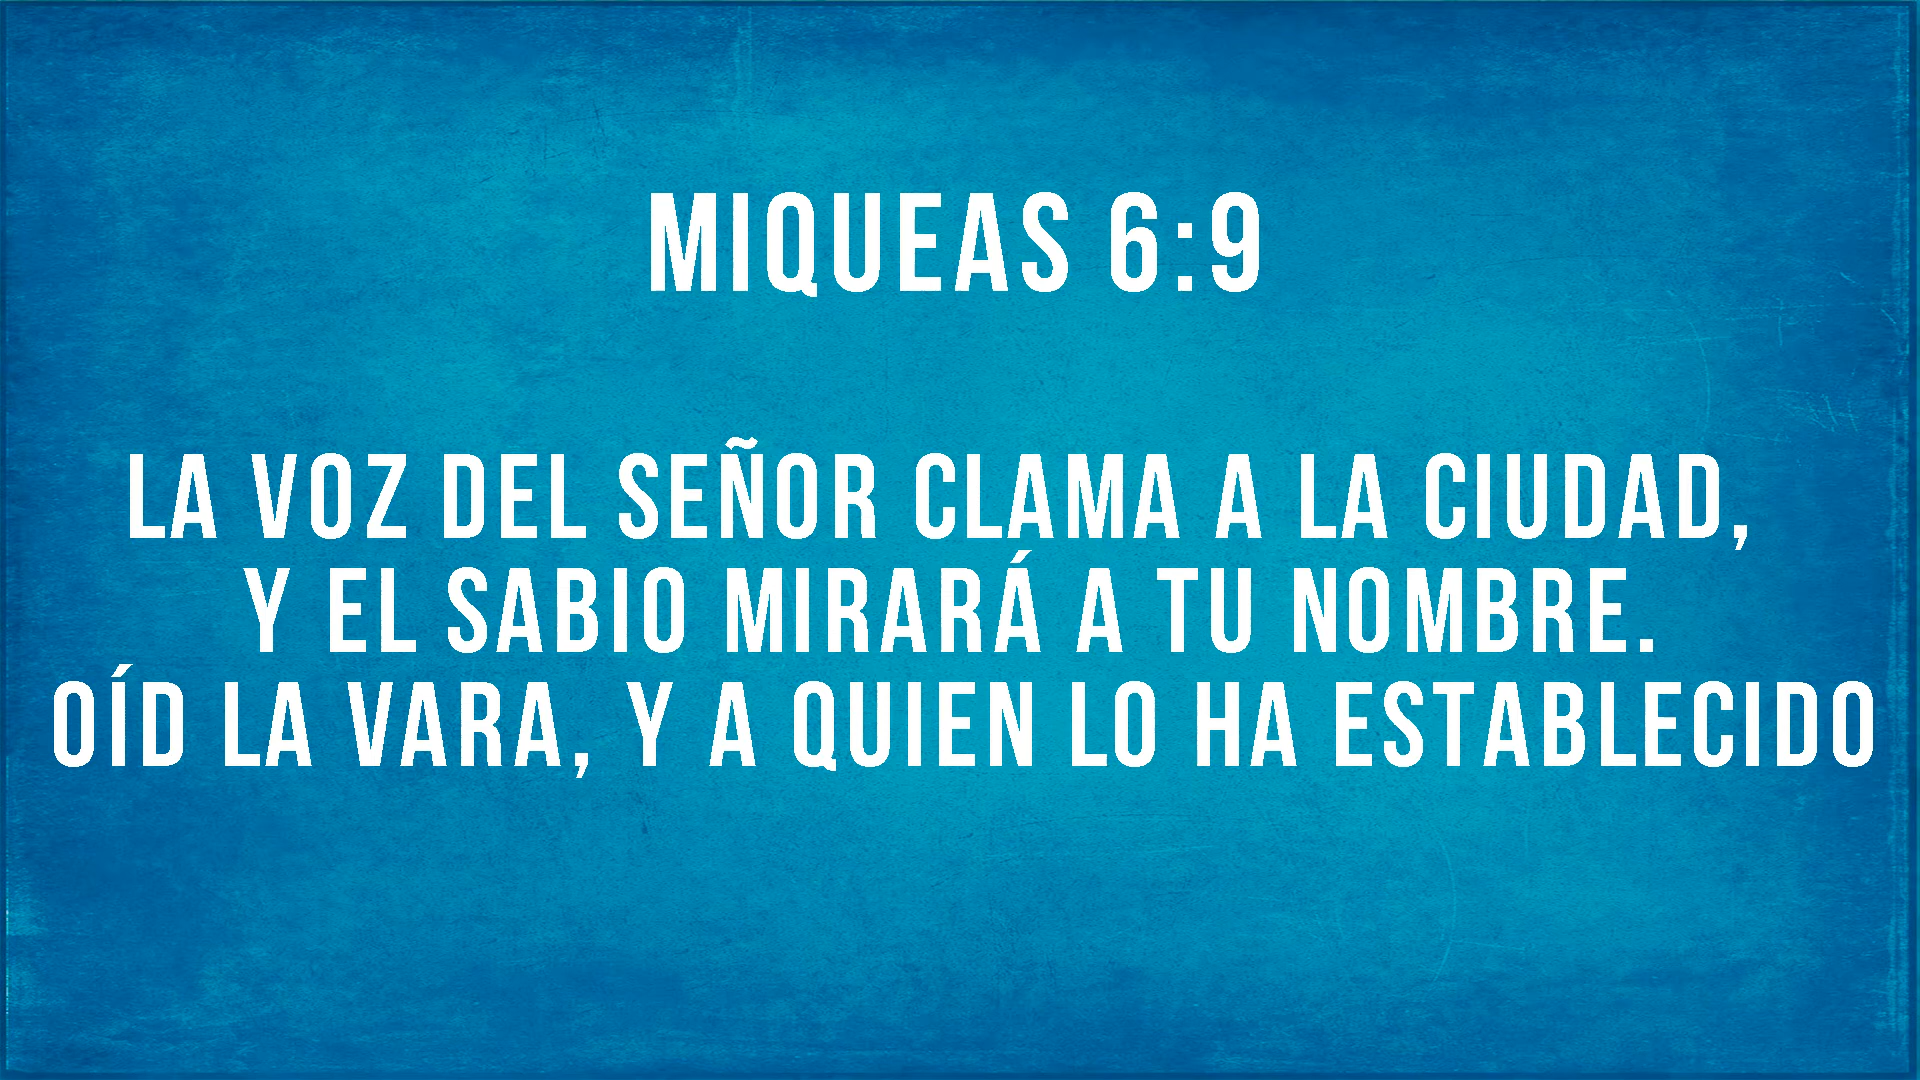 MIQUEAS 6:9
LA VOZ DEL SEÑOR CLAMA A LA CIUDAD,
Y EL SABIO MIRARÁ A TU NOMBRE.
OÍD LA VARA, Y A QUIEN LO HA ESTABLECIDO